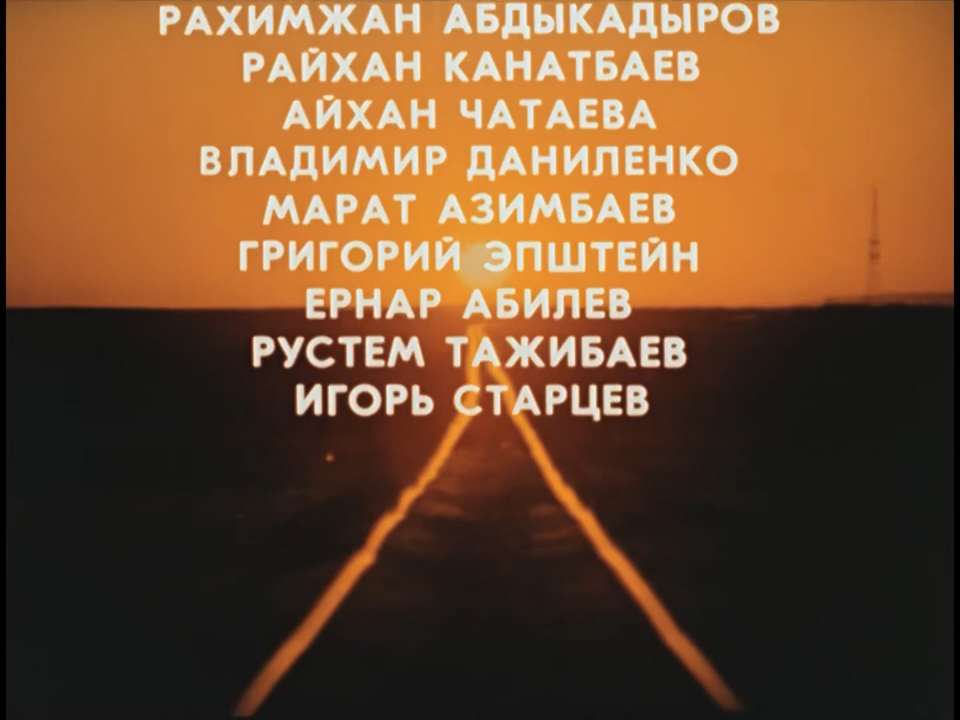 РАХИМЖАН АБДЫКАДЫРОВ
РАЙХАН КАНАТБАЕВ
АЙХАН ЧАТАЕВА
ВЛАДИМИР ДАНИЛЕНКО
МАРАТ АЗИМБАЕВ
ГРИГОРИЙ ЭПШТЕЙН
ЕРНАР АБИЛЕВ
РУСТЕМ ТАЖИБАЕВ
ИГОРЬ СТАРЦЕВ